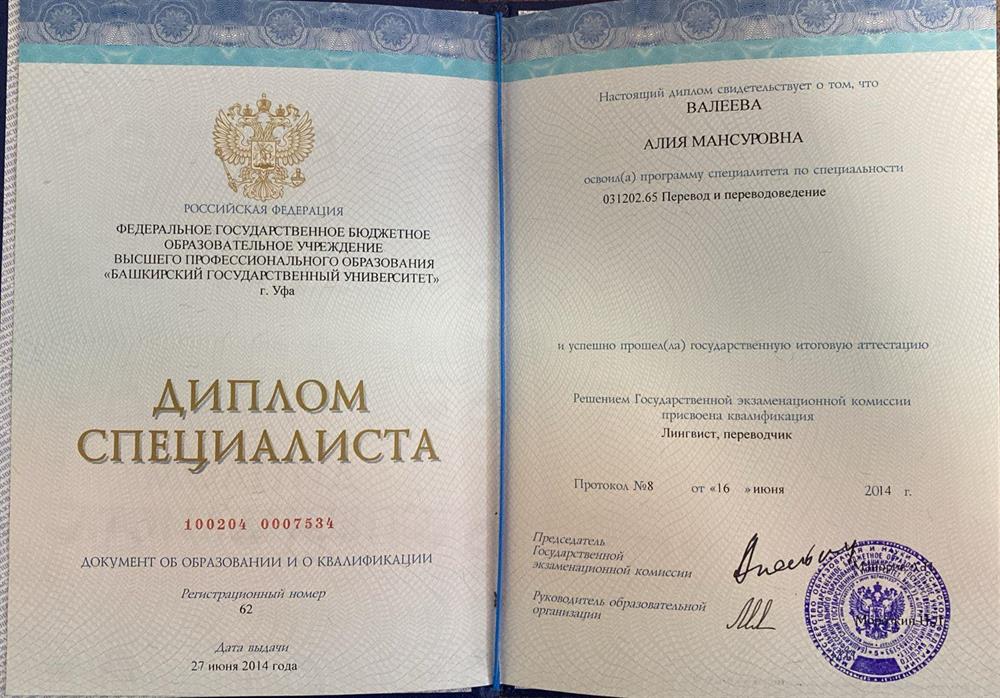 РОССИЙСКАЯ ФЕДЕРАЦИЯ
ФЕДЕРАЛЬНОЕ ГОСУДАРСТВЕННОЕ БЮДЖЕТНОЕ
ОБРАЗОВАТЕЛЬНОЕ УЧРЕЖДЕНИЕ
ВЫСШЕГО ПРОФЕССИОНАЛЬНОГО ОБРАЗОВАНИЯ
«БАШКИРСКИЙ ГОСУДАРСТВЕННЫЙ УНИВЕРСИТЕТ»
г. Уфа
ДИПЛОМ
СПЕЦИАЛИСТА
100204 0007534
ДОКУМЕНТ ОБ ОБРАЗОВАНИИ И О КВАЛИФИКАЦИИ
Регистрационный номер
62
Дата выдачи
27 июня 2014 года
Настоящий диплом свидетельствует о том, что
ВАЛЕЕВА
АЛИЯ МАНСУРОВНА
освоил(а) программу специалитета по специальности
031202.65 Перевод и переводоведение
и успешно прошел(ла) государственную итоговую аттестацию
Решением Государственной экзаменационной комиссии
присвоена квалификация
Лингвист, переводчик
Протокол №8 от «16 » июня 2014 г.
Председатель
Государственной
экзаменационной комиссии
Руководитель образовательной
организации